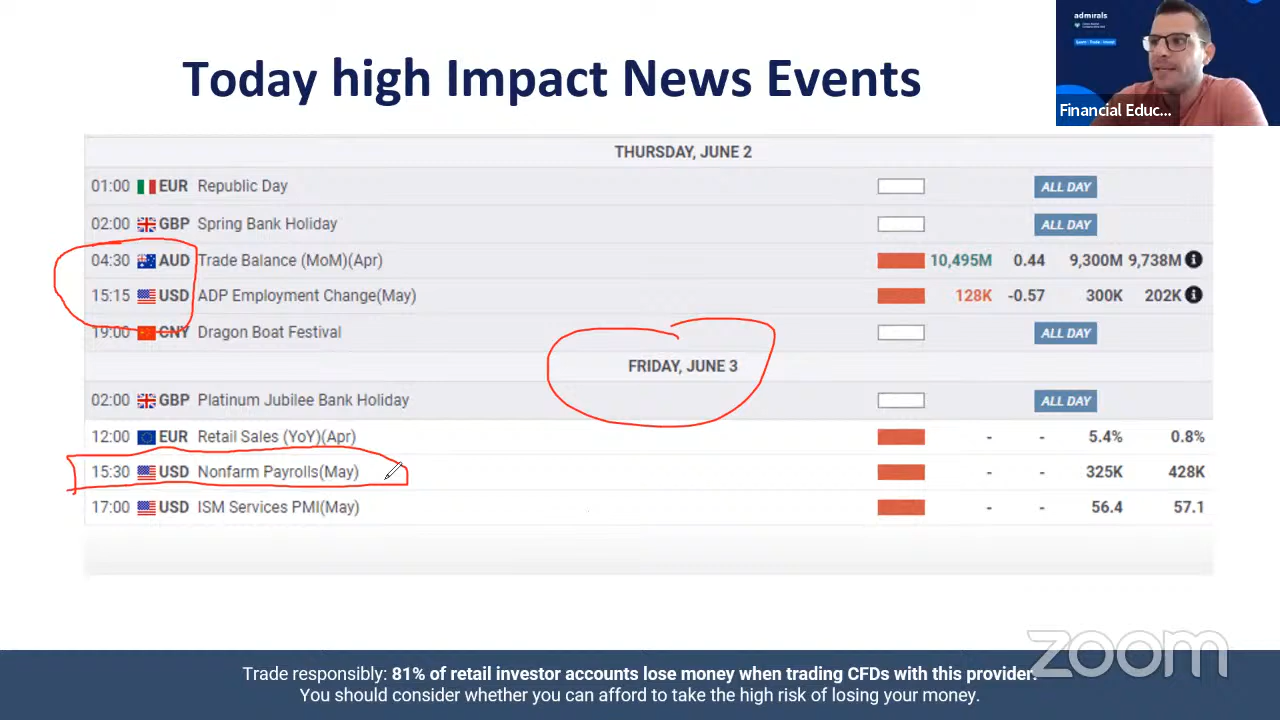 admirals
Today high Impact News Events
Financial Educ...
THURSDAY, JUNE 2
01:00 EUR Republic Day ALL DAY
02:00 GBP Spring Bank Holiday ALL DAY
04:30 AUD Trade Balance (MoM)(Apr) 10,495M 0.44 9,300M 9,738M
15:15 USD ADP Employment Change(May) 128K -0.57 300K 202K
19:00 CNY Dragon Boat Festival ALL DAY
FRIDAY, JUNE 3
02:00 GBP Platinum Jubilee Bank Holiday ALL DAY
12:00 EUR Retail Sales (YoY)(Apr) - - 5.4% 0.8%
15:30 USD Nonfarm Payrolls(May) - - 325K 428K
17:00 USD ISM Services PMI(May) - - 56.4 57.1
zoom
Trade responsibly: 81% of retail investor accounts lose money when trading CFDs with this provider.
You should consider whether you can afford to take the high risk of losing your money.